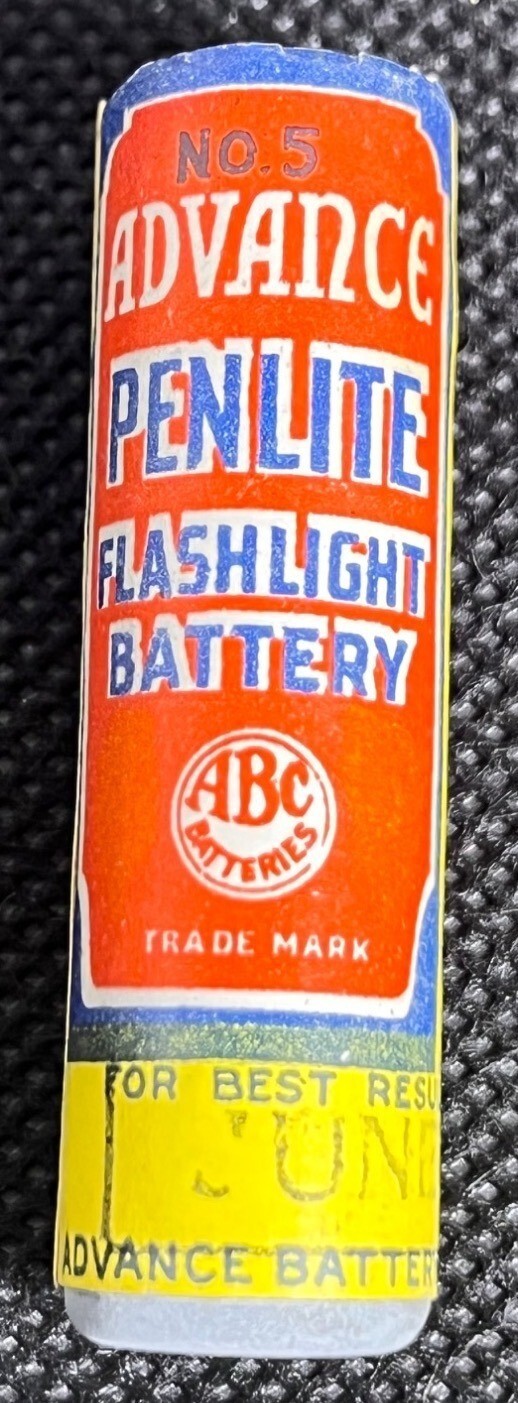 NO. 5
ADVANCE
PENLITE
FLASHLIGHT
BATTERY
ABC
BATTERIES
TRADE MARK
FOR BEST
ADVANCE